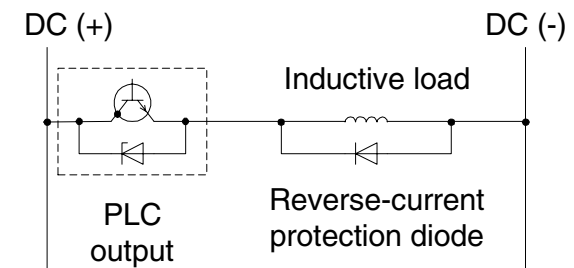 DC (+)
DC (-)
Inductive load
PLC
output
Reverse-current
protection diode